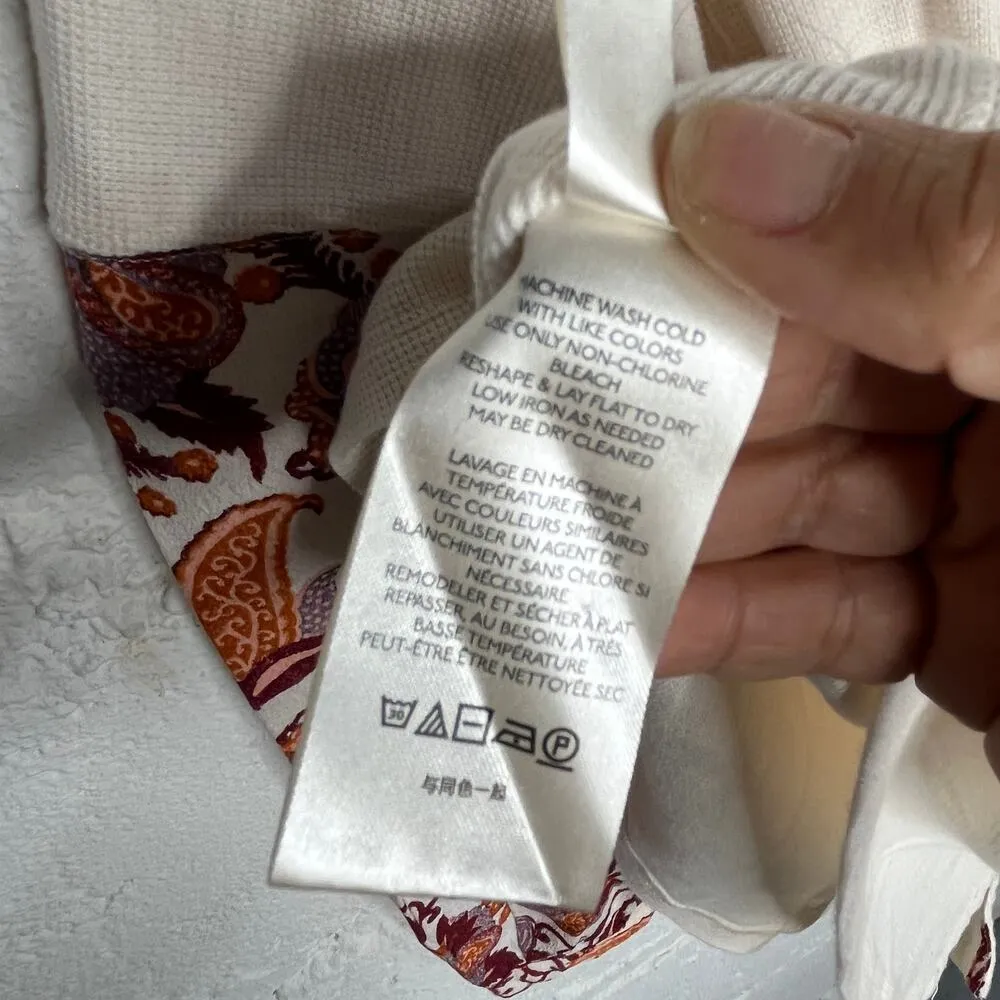 MACHINE WASH COLD
WITH LIKE COLORS
USE ONLY NON-CHLORINE
BLEACH
RESHAPE & LAY FLAT TO DRY
LOW IRON AS NEEDED
MAY BE DRY CLEANED
LAVAGE EN MACHINE À
TEMPÉRATURE FROIDE
AVEC COULEURS SIMILAIRES
UTILISER UN AGENT DE
BLANCHIMENT SANS CHLORE SI
NÉCESSAIRE
REMODELER ET SÉCHER À PLAT
REPASSER, AU BESOIN, À TRÈS
BASSE TEMPÉRATURE
PEUT-ÊTRE ÊTRE NETTOYÉE SEC
30 P
与同色一起